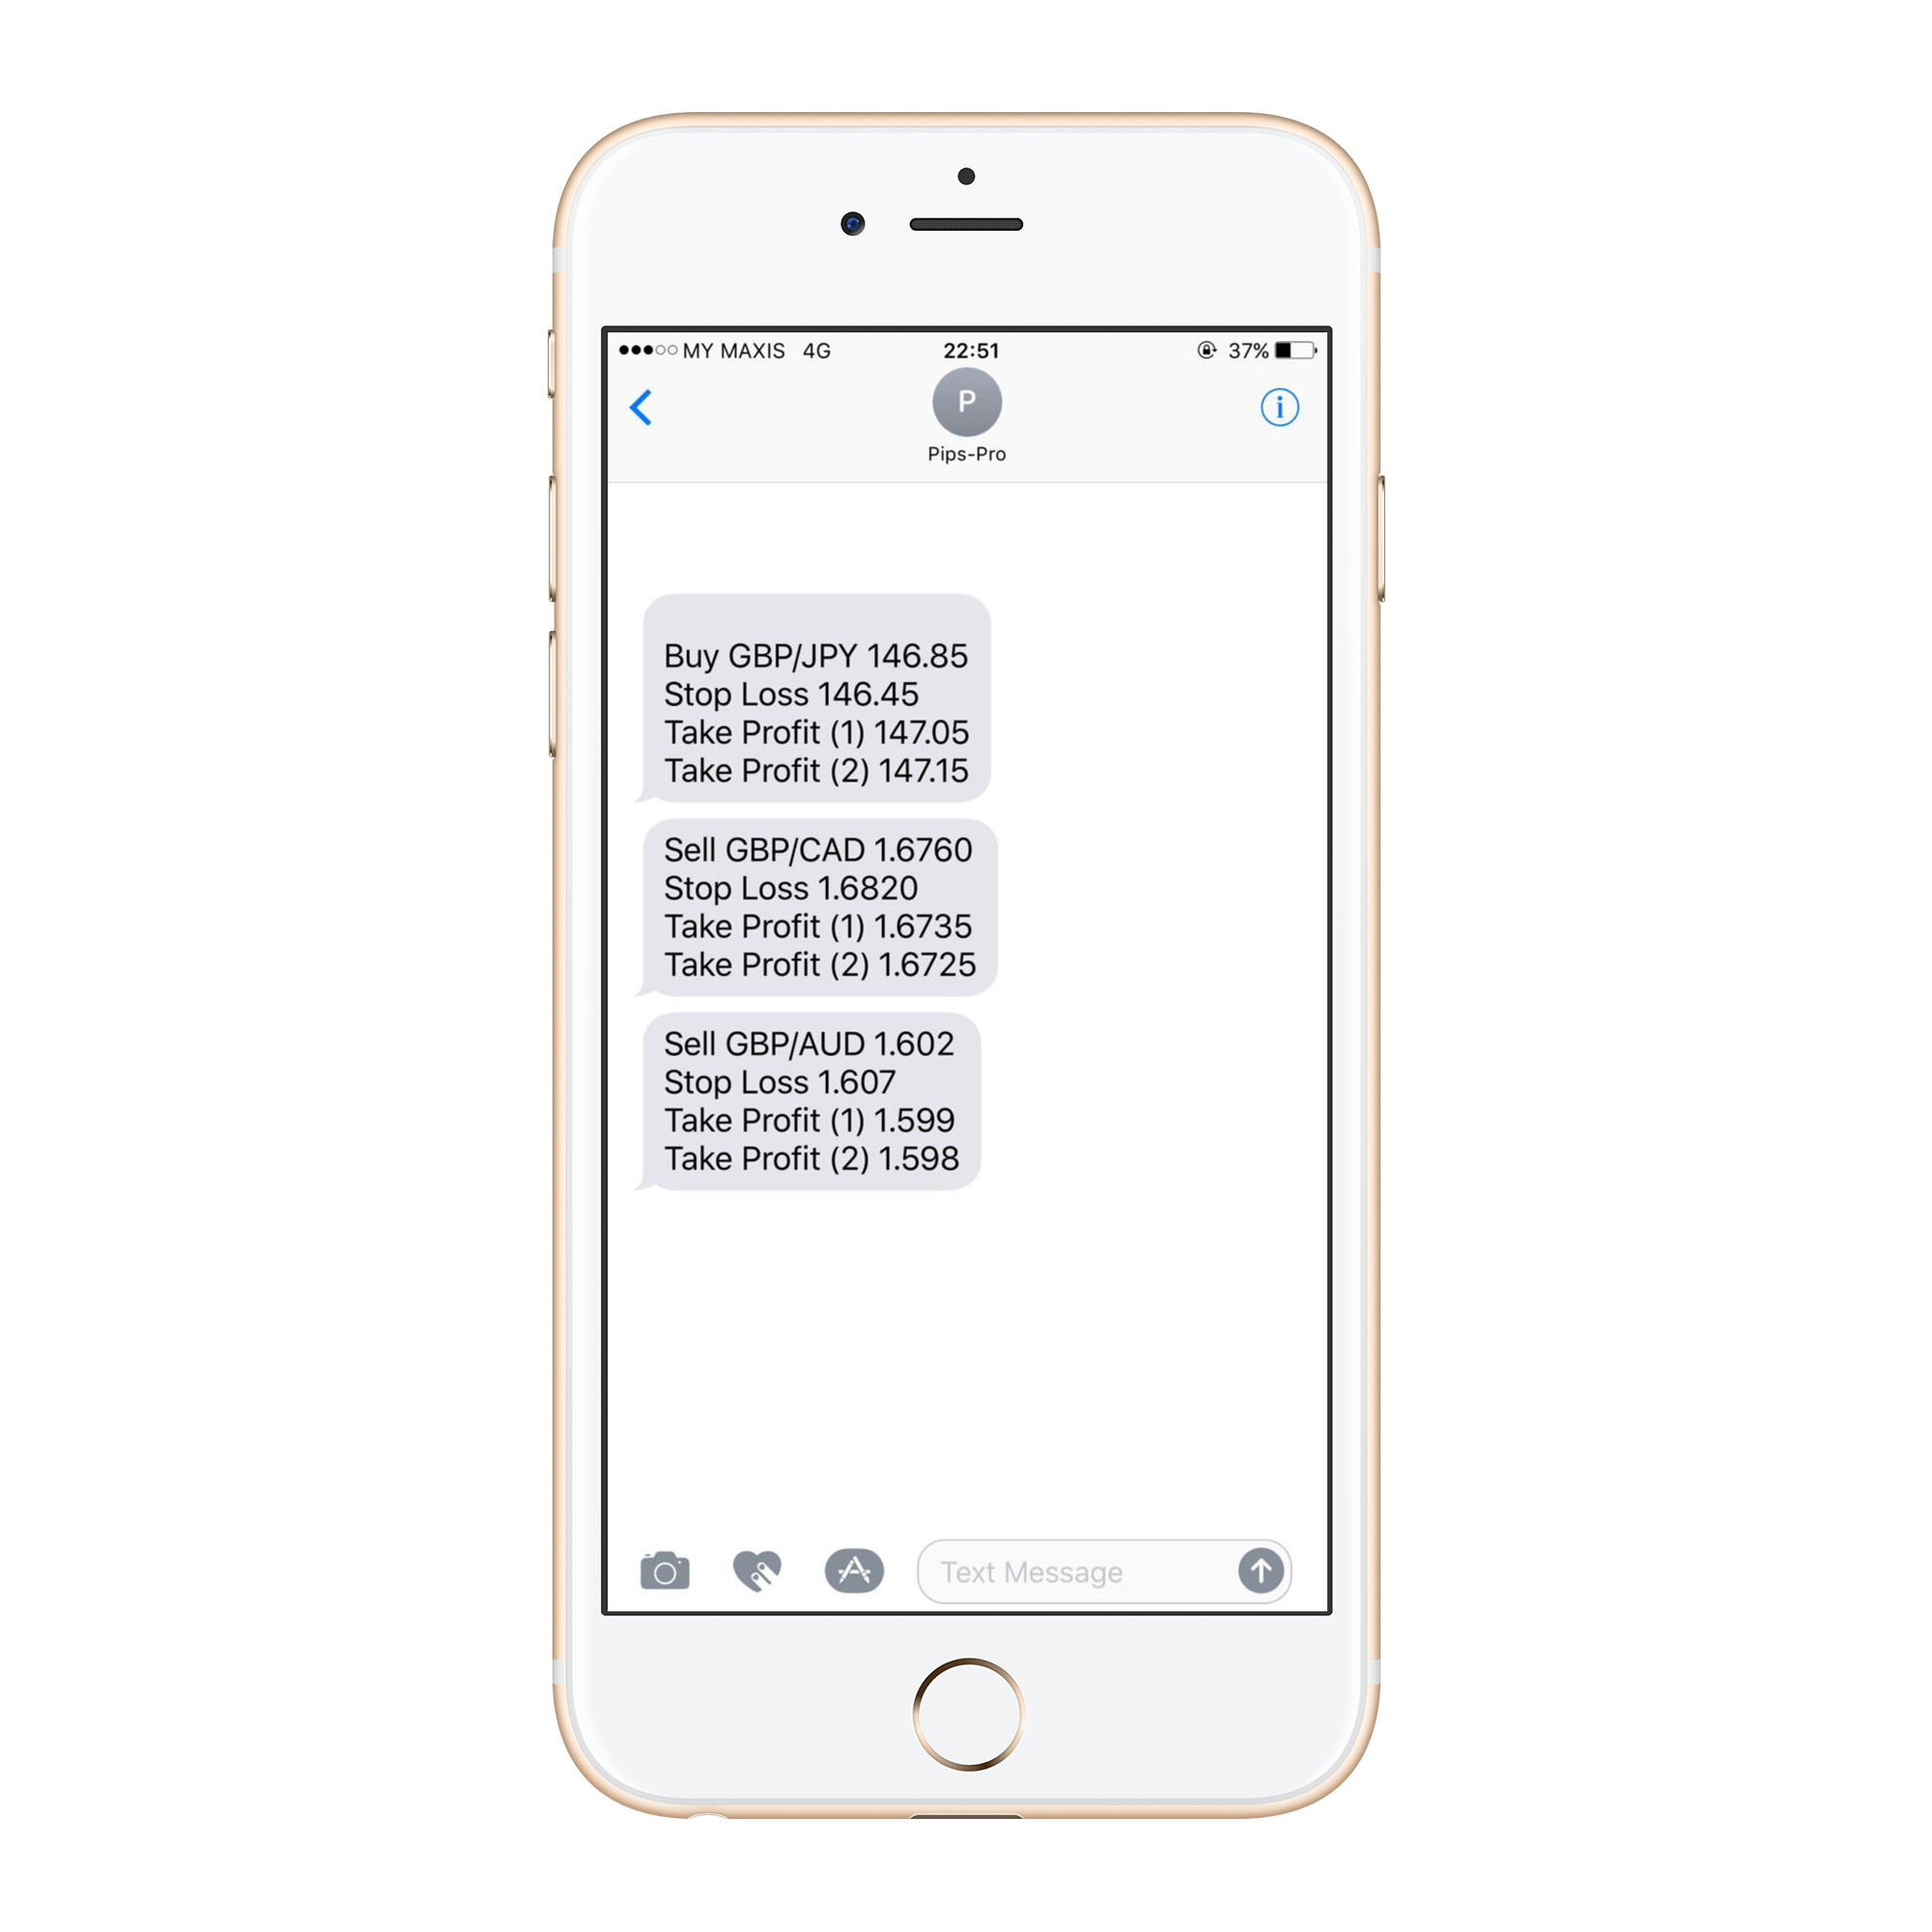 MY MAXIS 4G 22:51 37%
P
Pips-Pro
Buy GBP/JPY 146.85
Stop Loss 146.45
Take Profit (1) 147.05
Take Profit (2) 147.15
Sell GBP/CAD 1.6760
Stop Loss 1.6820
Take Profit (1) 1.6735
Take Profit (2) 1.6725
Sell GBP/AUD 1.602
Stop Loss 1.607
Take Profit (1) 1.599
Take Profit (2) 1.598
Text Message